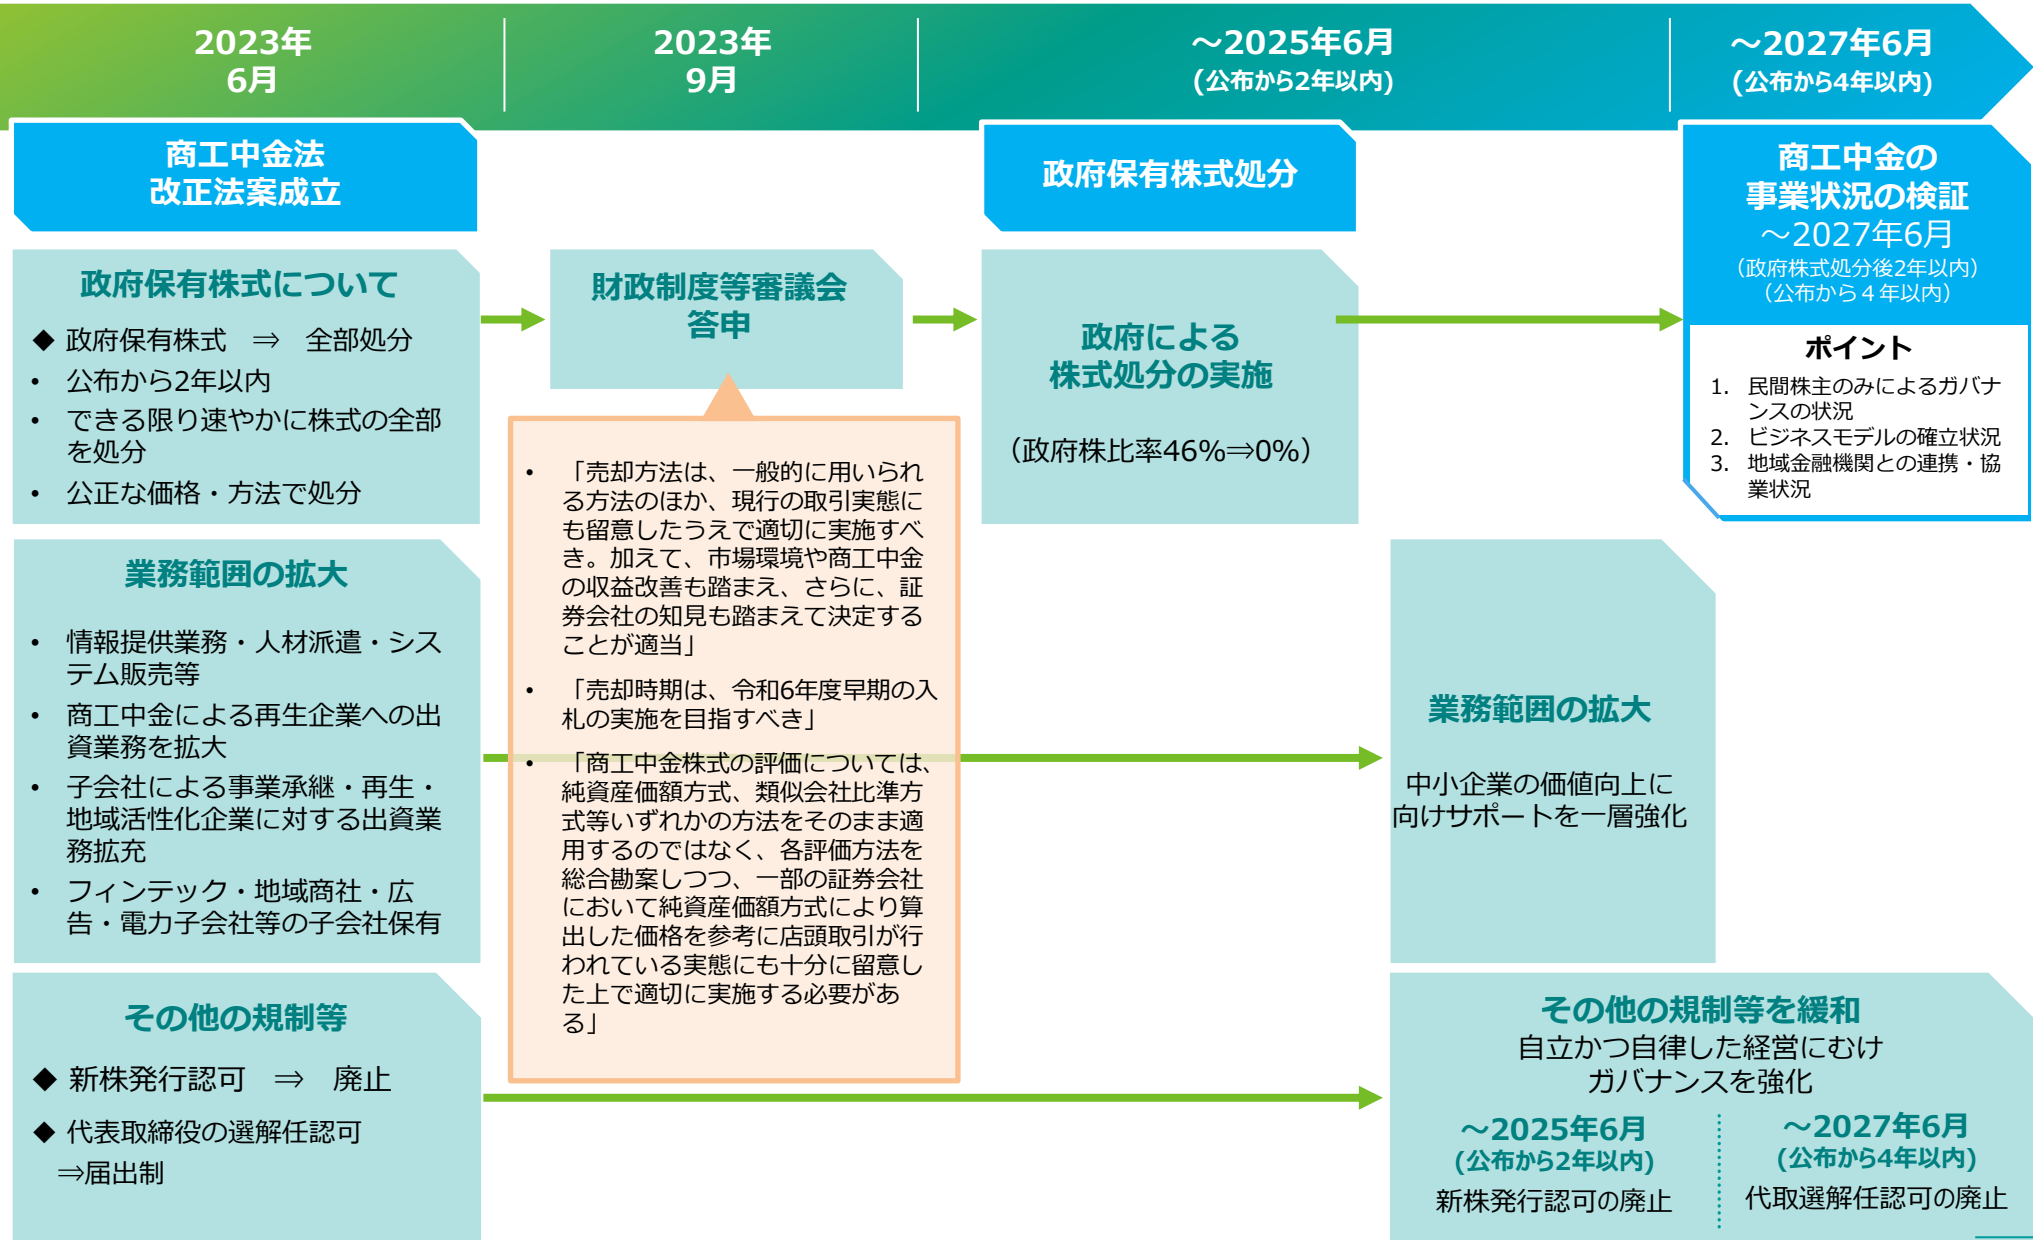 2023年
6月
2023年
9月
～2025年6月
(公布から2年以内)
～2027年6月
(公布から4年以内)
商工中金法
改正法案成立
政府保有株式処分
商工中金の
事業状況の検証
～2027年6月
（政府株式処分後2年以内）
（公布から４年以内）
ポイント
1. 民間株主のみによるガバナ
ンスの状況
2. ビジネスモデルの確立状況
3. 地域金融機関との連携・協
業状況
政府保有株式について
◆ 政府保有株式 ⇒ 全部処分
• 公布から2年以内
• できる限り速やかに株式の全部
を処分
• 公正な価格・方法で処分
財政制度等審議会
答申
政府による
株式処分の実施
（政府株比率46%⇒0%）
• 「売却方法は、一般的に用いられ
る方法のほか、現行の取引実態に
も留意したうえで適切に実施すべ
き。加えて、市場環境や商工中金
の収益改善も踏まえ、さらに、証
券会社の知見も踏まえて決定する
ことが適当」
• 「売却時期は、令和6年度早期の入
札の実施を目指すべき」
• 「商工中金株式の評価については、
純資産価額方式、類似会社比準方
式等いずれかの方法をそのまま適
用するのではなく、各評価方法を
総合勘案しつつ、一部の証券会社
において純資産価額方式により算
出した価格を参考に店頭取引が行
われている実態にも十分に留意し
た上で適切に実施する必要があ
る」
業務範囲の拡大
• 情報提供業務・人材派遣・シス
テム販売等
• 商工中金による再生企業への出
資業務を拡大
• 子会社による事業承継・再生・
地域活性化企業に対する出資業
務拡充
• フィンテック・地域商社・広
告・電力子会社等の子会社保有
業務範囲の拡大
中小企業の価値向上に
向けサポートを一層強化
その他の規制等
◆ 新株発行認可 ⇒ 廃止
◆ 代表取締役の選解任認可
⇒届出制
その他の規制等を緩和
自立かつ自律した経営にむけ
ガバナンスを強化
～2025年6月
(公布から2年以内)
新株発行認可の廃止
～2027年6月
(公布から4年以内)
代取選解任認可の廃止